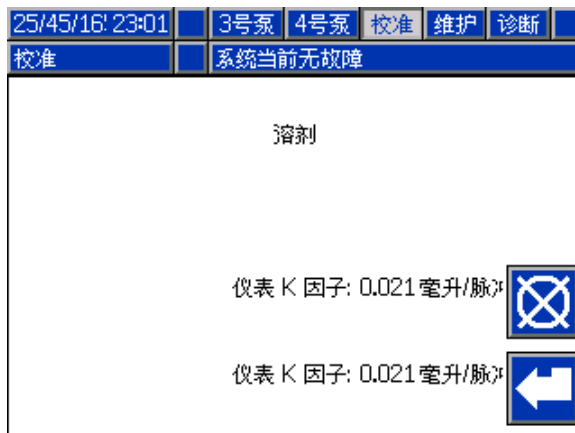 25/45/16! 23:01 3号泵 4号泵 校准 维护 诊断
校准 系统当前无故障
溶剂
仪表 K 因子: 0.021 毫升/脉冲
仪表 K 因子: 0.021 毫升/脉冲